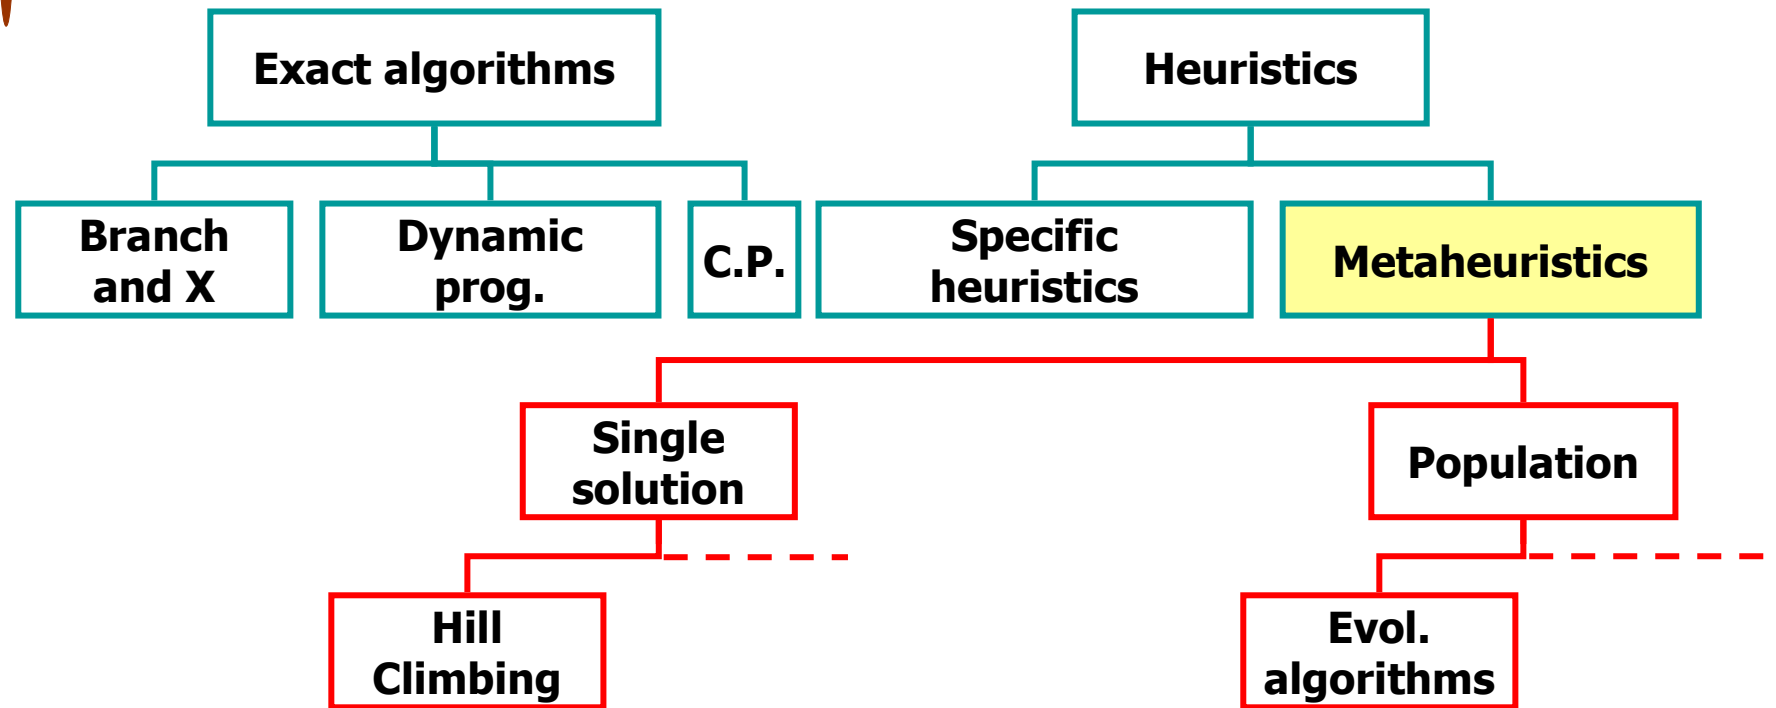 Exact algorithms
Heuristics
Branch
and X
Dynamic
prog.
C.P.
Specific
heuristics
Metaheuristics
Single
solution
Population
Hill
Climbing
Evol.
algorithms